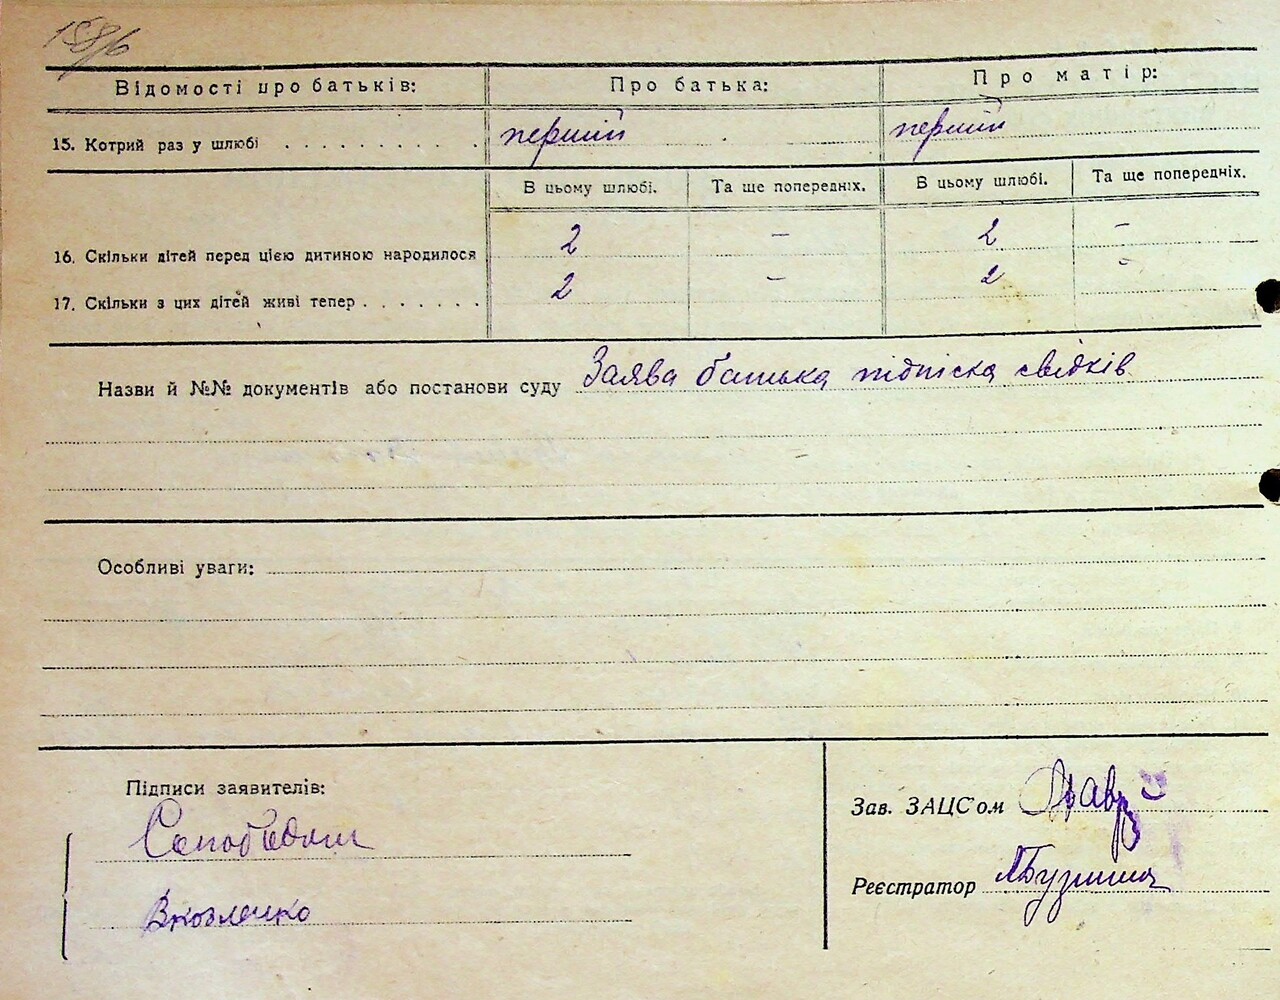 Відомості про батьків: Про батька: Про матір:
15. Котрий раз у шлюбі . . . . . . . . . . перший перший
В цьому шлюбі. Та ще попередніх. В цьому шлюбі. Та ще попередніх.
16. Скільки дітей перед цією дитиною народилося 2 – 2 –
17. Скільки з цих дітей живі тепер . . . . . . . 2 – 2 -
Назви й №№ документів або постанови суду Заява батька підпіска свідків
Особливі уваги:
Підписи заявителів:
Зав. ЗАЦС'ом
Реєстратор